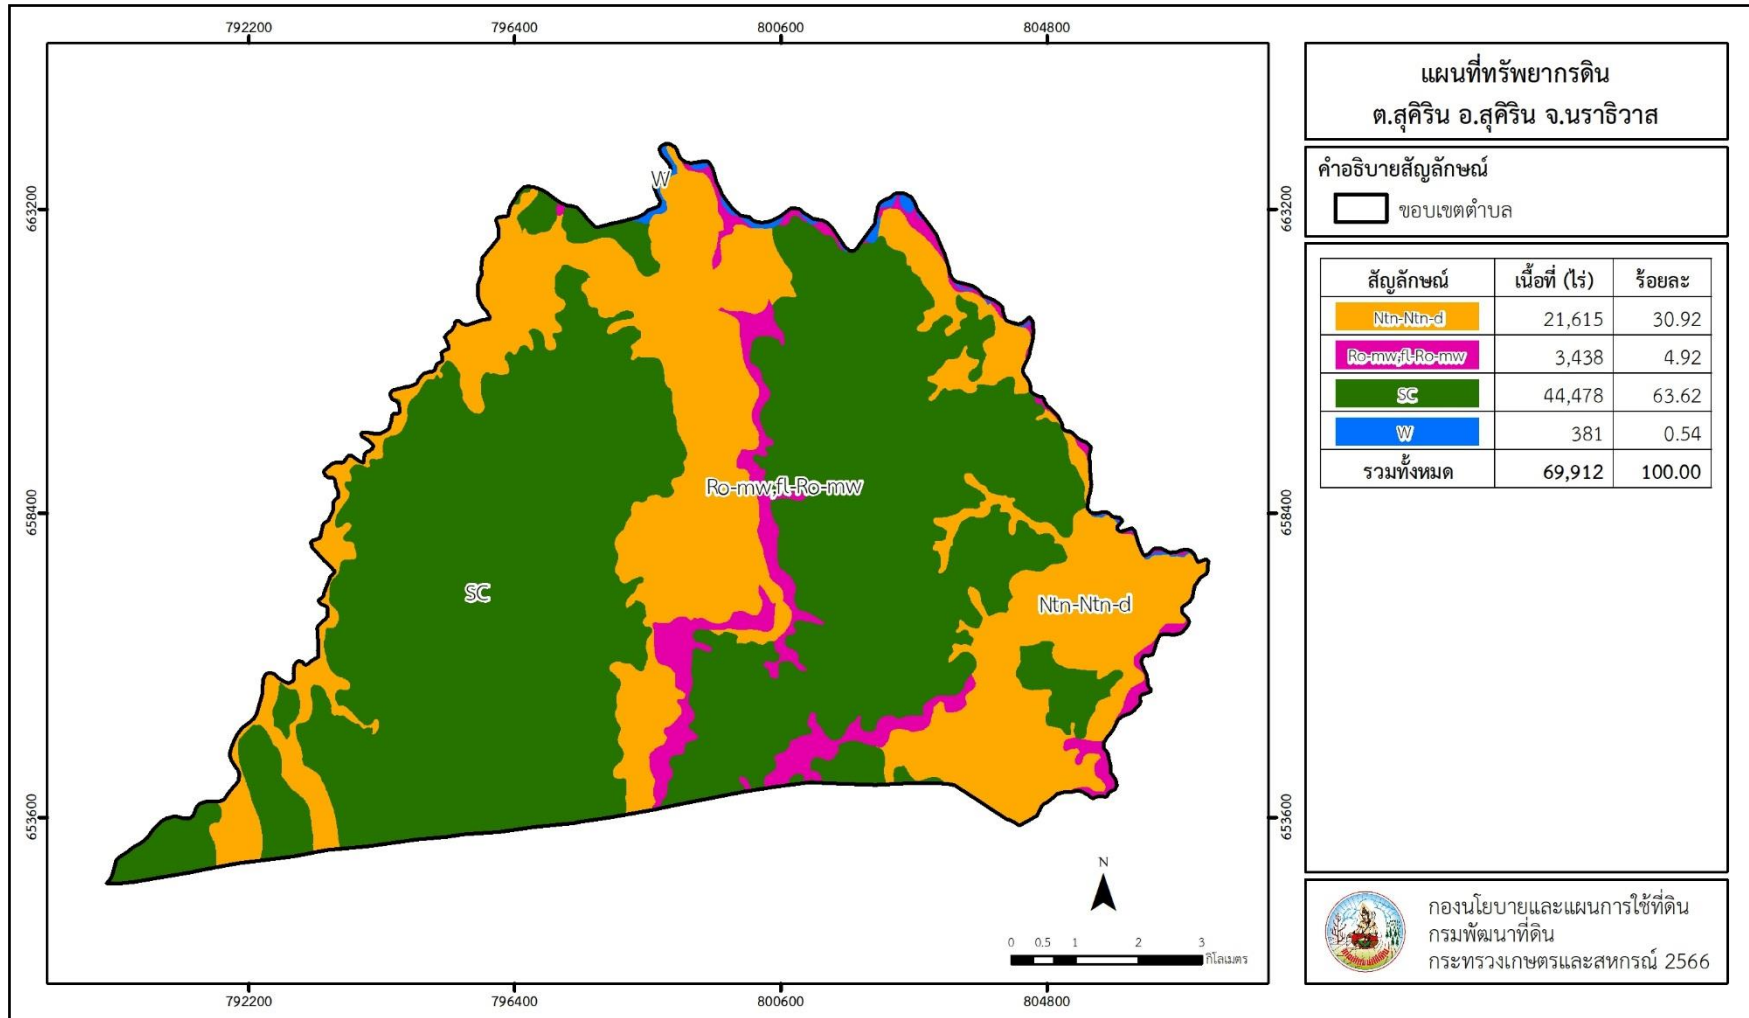 792200 796400 800600 804800
แผนที่ทรัพยากรดิน
ต.สุคิริน อ.สุคิริน จ.นราธิวาส
คำอธิบายสัญลักษณ์
ขอบเขตตำบล
สัญลักษณ์ เนื้อที่ (ไร่) ร้อยละ
Ntn-Ntn-d 21,615 30.92
Ro-mw,fl-Ro-mw 3,438 4.92
SC 44,478 63.62
W 381 0.54
รวมทั้งหมด 69,912 100.00
W
663200 663200
Ro-mw,fl-Ro-mw
658400 658400
SC
Ntn-Ntn-d
653600 653600
N
0 0.5 1 2 3
กิโลเมตร
792200 796400 800600 804800
กองนโยบายและแผนการใช้ที่ดิน
กรมพัฒนาที่ดิน
กระทรวงเกษตรและสหกรณ์ 2566